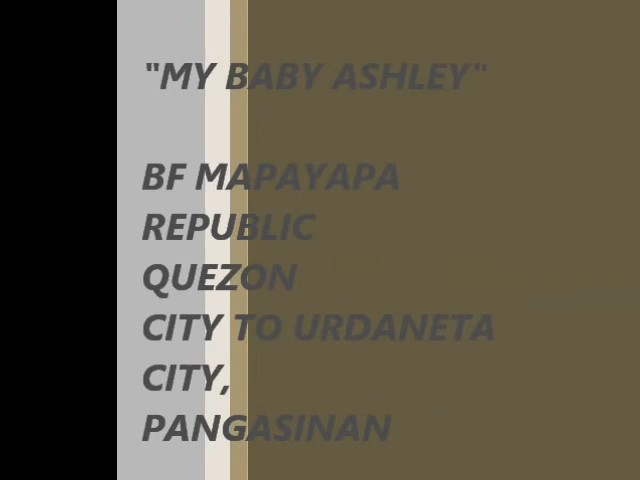 "MY BABY ASHLEY"
BF MAPAYAPA
REPUBLIC
QUEZON
CITY TO URDANETA
CITY,
PANGASINAN